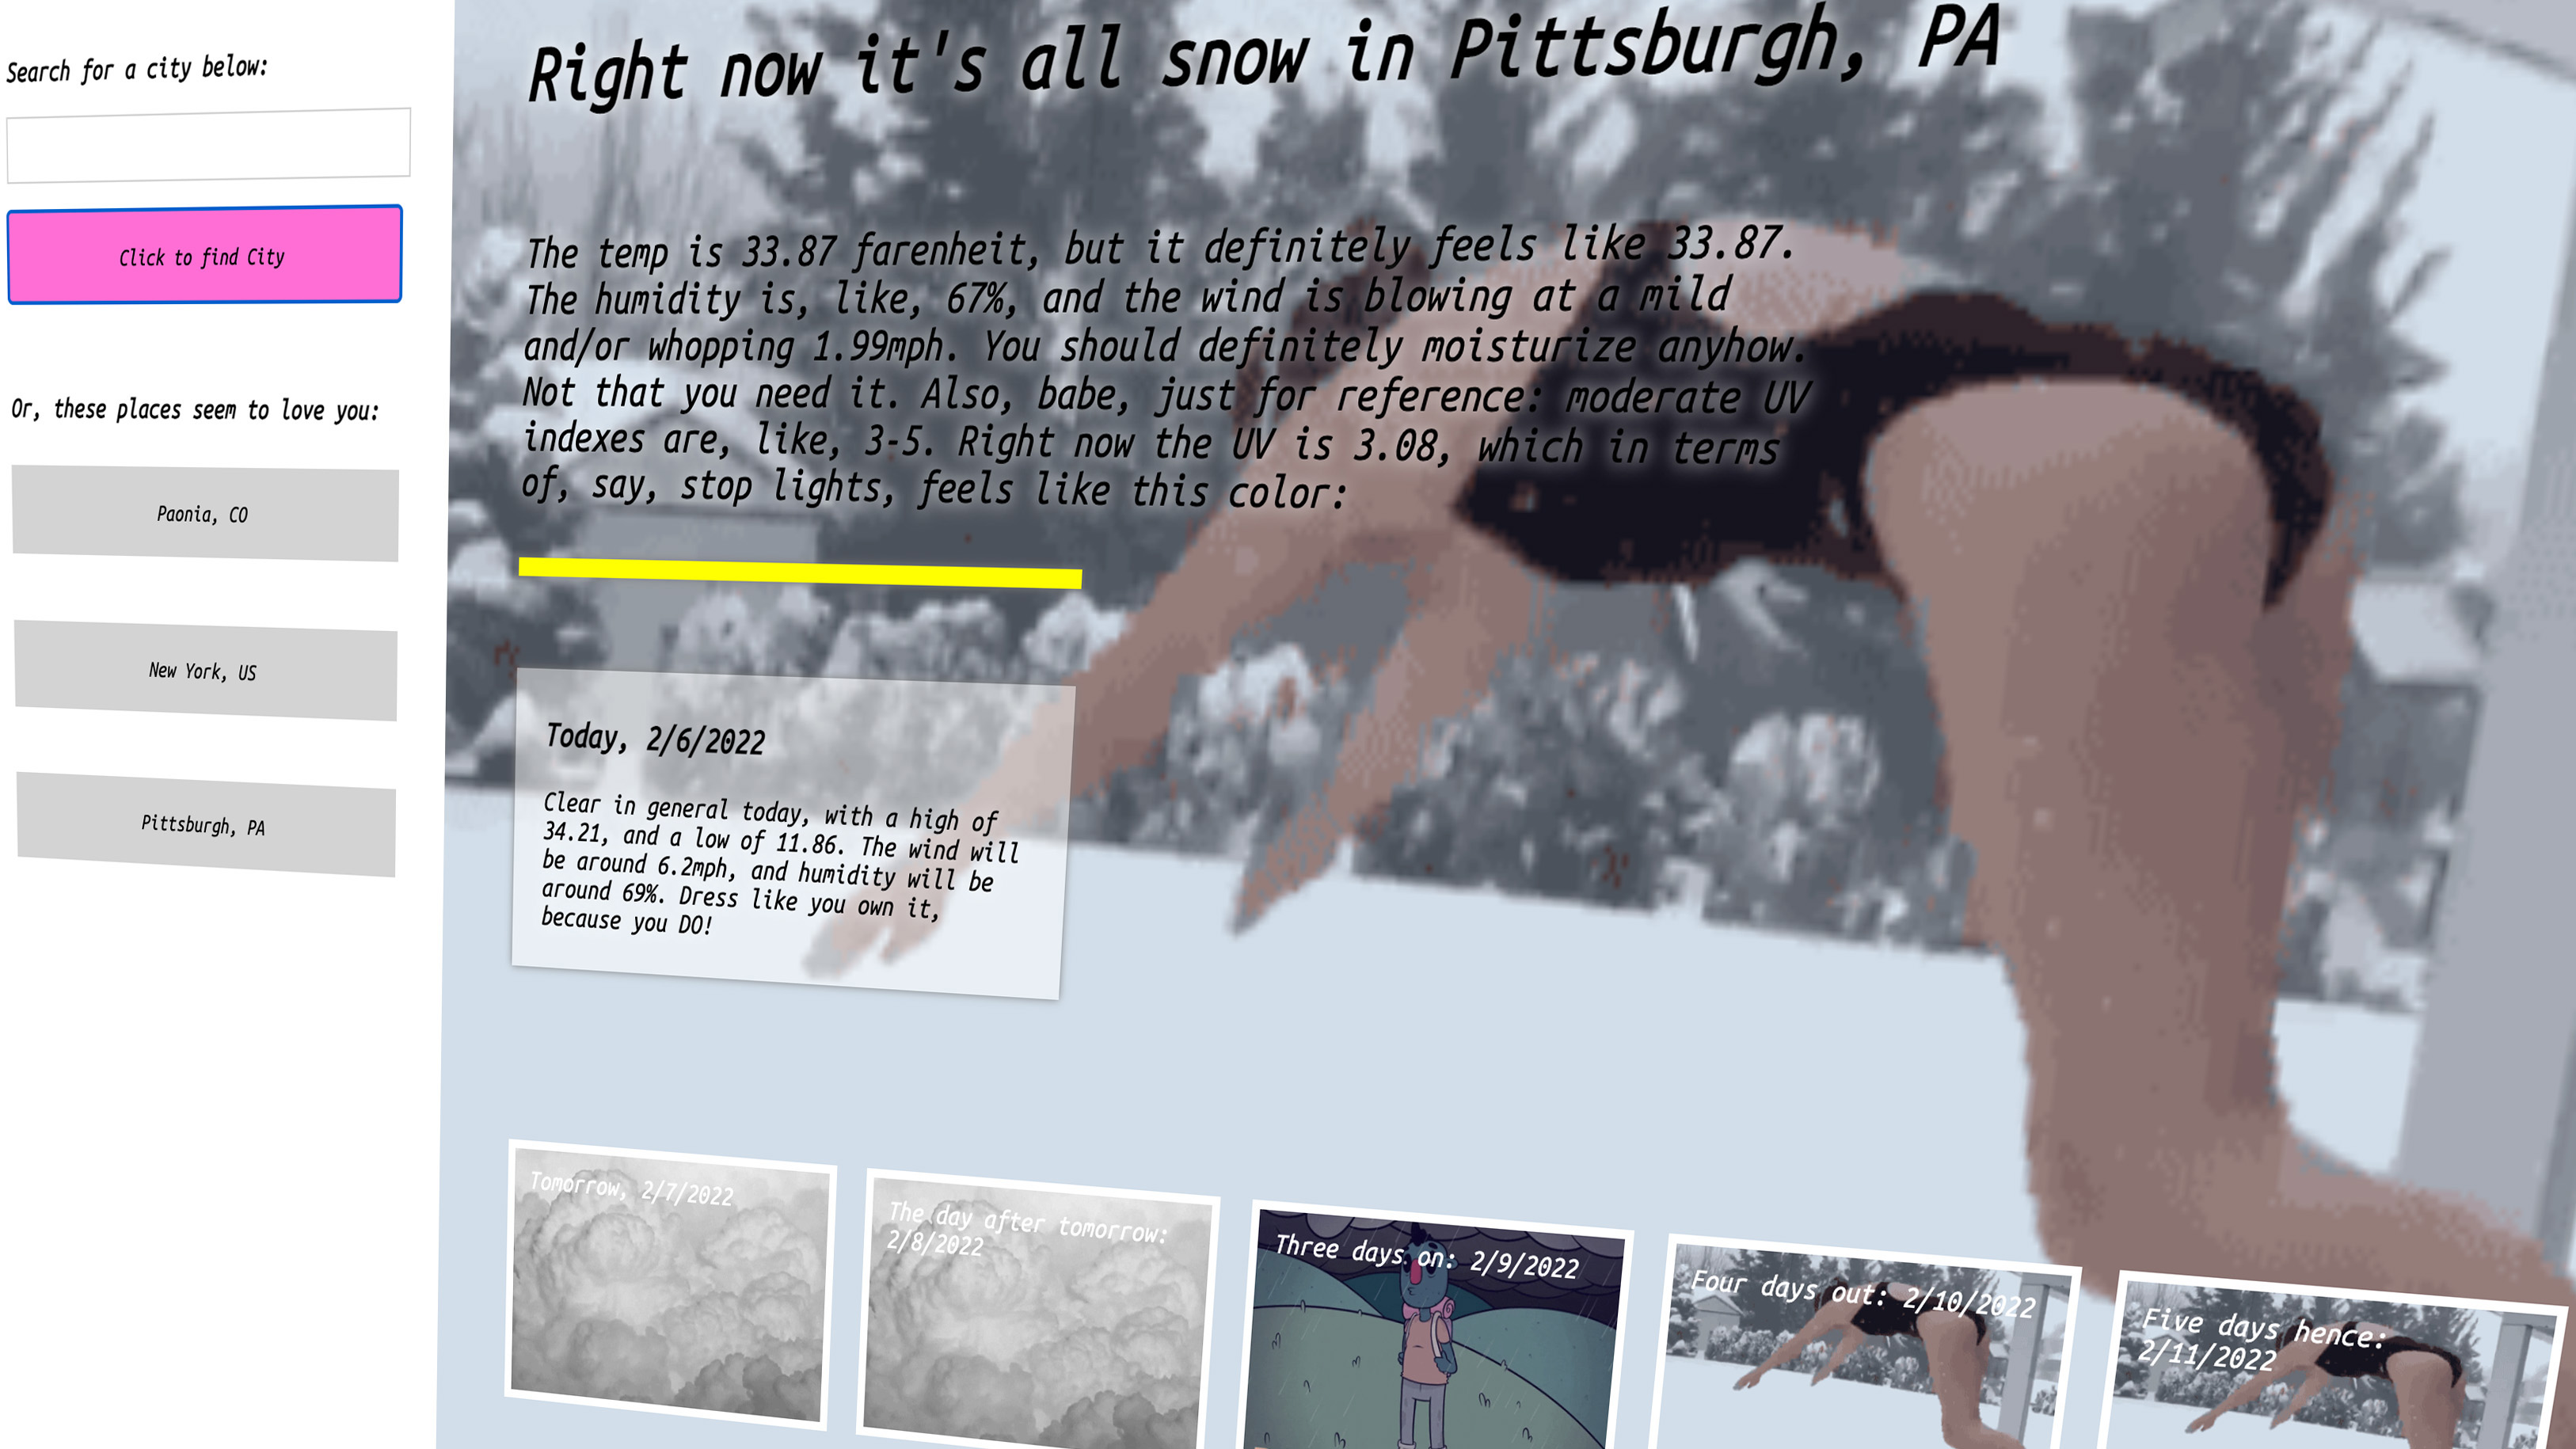 Search for a city below:
Click to find City
Or, these places seem to love you:
Paonia, CO
New York, US
Pittsburgh, PA
Right now it's all snow in Pittsburgh, PA
The temp is 33.87 farenheit, but it definitely feels like 33.87.
The humidity is, like, 67%, and the wind is blowing at a mild
and/or whopping 1.99mph. You should definitely moisturize anyhow.
Not that you need it. Also, babe, just for reference: moderate UV
indexes are, like, 3-5. Right now the UV is 3.08, which in terms
of, say, stop lights, feels like this color:
Today, 2/6/2022
Clear in general today, with a high of
34.21, and a low of 11.86. The wind will
be around 6.2mph, and humidity will be
around 69%. Dress like you own it,
because you DO!
Tomorrow, 2/7/2022
The day after tomorrow:
2/8/2022
Three days on: 2/9/2022
Four days out: 2/10/2022
Five days hence:
2/11/2022